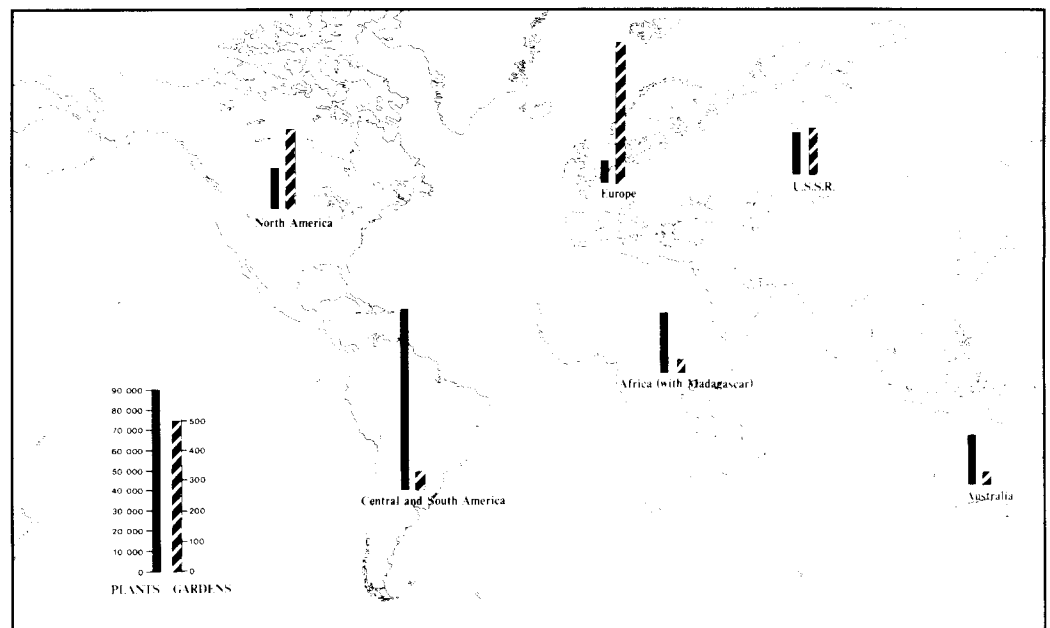 North America
Europe
U.S.S.R.
Africa (with Madagascar)
Central and South America
Australia
90 000
80 000
70 000
60 000
50 000
40 000
30 000
20 000
10 000
0
500
400
300
200
100
0
PLANTS GARDENS